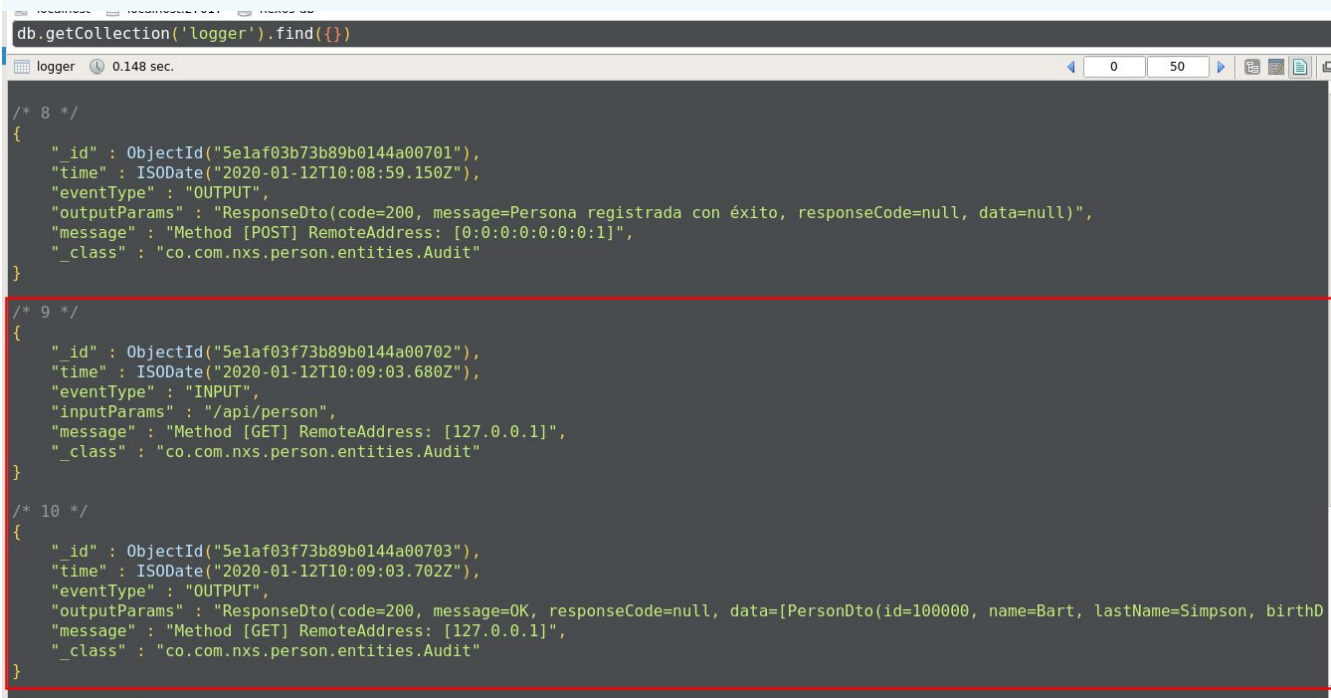 localhost localhost:27017 nexos-db
db.getCollection('logger').find({})
logger 0.148 sec. 0 50
/* 8 */
{
"_id" : ObjectId("5e1af03b73b89b0144a00701"),
"time" : ISODate("2020-01-12T10:08:59.150Z"),
"eventType" : "OUTPUT",
"outputParams" : "ResponseDto(code=200, message=Persona registrada con éxito, responseCode=null, data=null)",
"message" : "Method [POST] RemoteAddress: [0:0:0:0:0:0:0:1]",
"_class" : "co.com.nxs.person.entities.Audit"
}
/* 9 */
{
"_id" : ObjectId("5e1af03f73b89b0144a00702"),
"time" : ISODate("2020-01-12T10:09:03.680Z"),
"eventType" : "INPUT",
"inputParams" : "/api/person",
"message" : "Method [GET] RemoteAddress: [127.0.0.1]",
"_class" : "co.com.nxs.person.entities.Audit"
}
/* 10 */
{
"_id" : ObjectId("5e1af03f73b89b0144a00703"),
"time" : ISODate("2020-01-12T10:09:03.702Z"),
"eventType" : "OUTPUT",
"outputParams" : "ResponseDto(code=200, message=OK, responseCode=null, data=[PersonDto(id=100000, name=Bart, lastName=Simpson, birthD
"message" : "Method [GET] RemoteAddress: [127.0.0.1]",
"_class" : "co.com.nxs.person.entities.Audit"
}